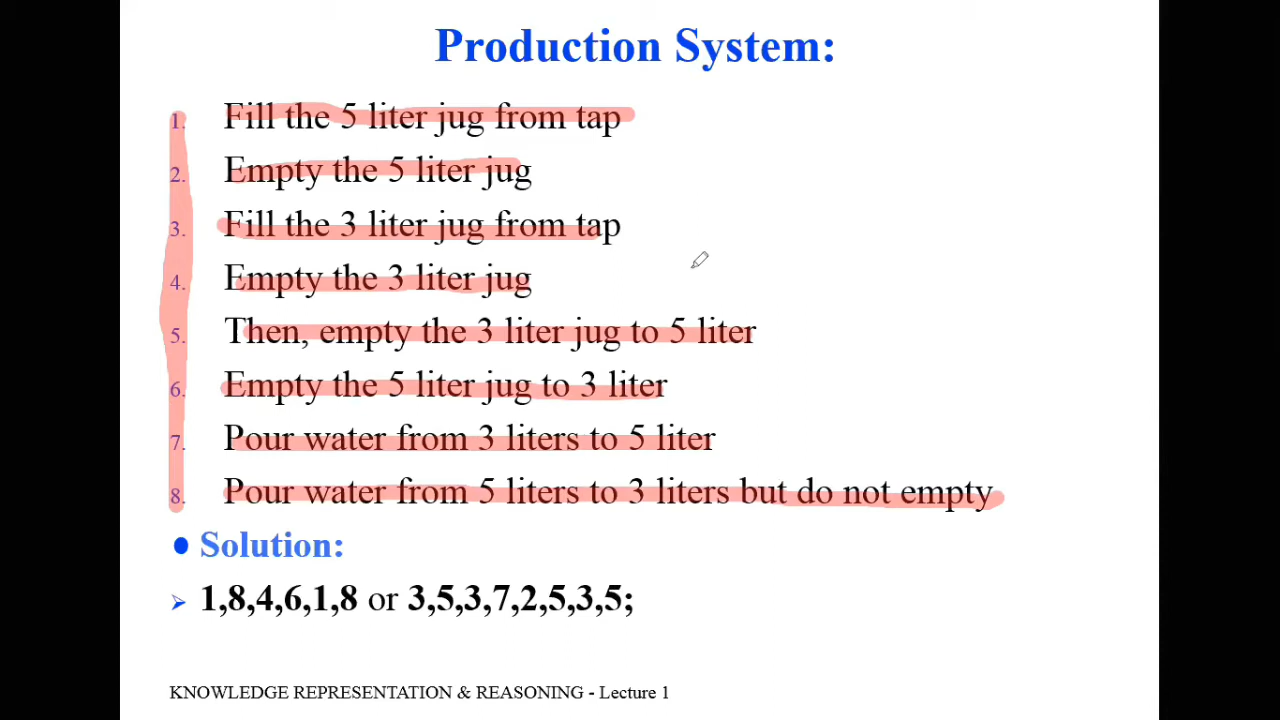 Production System:
1. Fill the 5 liter jug from tap
2. Empty the 5 liter jug
3. Fill the 3 liter jug from tap
4. Empty the 3 liter jug
5. Then, empty the 3 liter jug to 5 liter
6. Empty the 5 liter jug to 3 liter
7. Pour water from 3 liters to 5 liter
8. Pour water from 5 liters to 3 liters but do not empty
● Solution:
➢ 1,8,4,6,1,8 or 3,5,3,7,2,5,3,5;
KNOWLEDGE REPRESENTATION & REASONING - Lecture 1